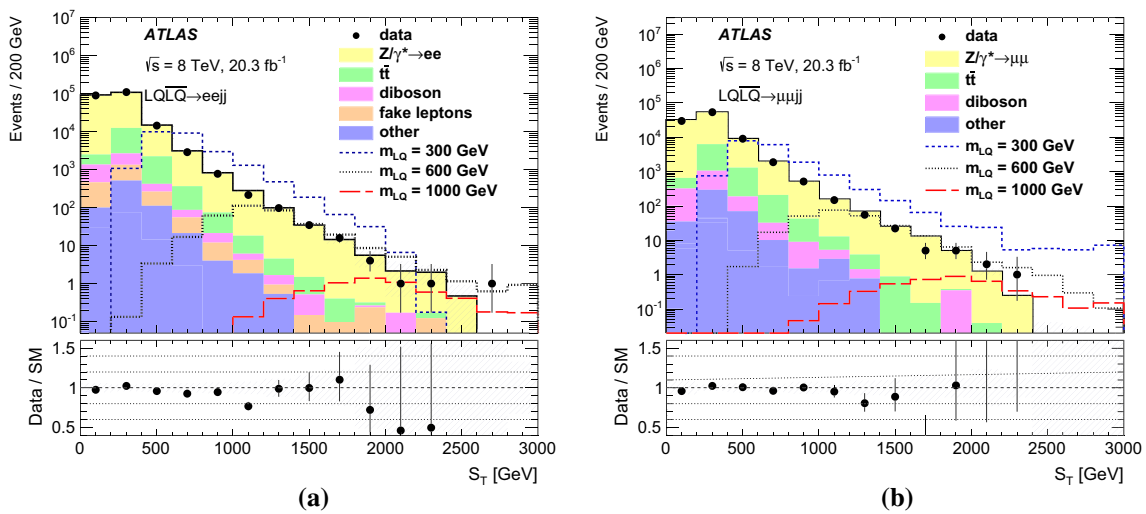 Events / 200 GeV
10⁷
10⁶
10⁵
10⁴
10³
10²
10
1
10⁻¹
ATLAS
√s = 8 TeV, 20.3 fb⁻¹
LQL̅Q̅→eejj
data
Z/γ*→ee
tt̄
diboson
fake leptons
other
m_LQ = 300 GeV
m_LQ = 600 GeV
m_LQ = 1000 GeV
Data / SM
1.5
1
0.5
0 500 1000 1500 2000 2500 3000
S_T [GeV]
(a)
Events / 200 GeV
10⁷
10⁶
10⁵
10⁴
10³
10²
10
1
10⁻¹
ATLAS
√s = 8 TeV, 20.3 fb⁻¹
LQL̅Q̅→μμjj
data
Z/γ*→μμ
tt̄
diboson
other
m_LQ = 300 GeV
m_LQ = 600 GeV
m_LQ = 1000 GeV
Data / SM
1.5
1
0.5
0 500 1000 1500 2000 2500 3000
S_T [GeV]
(b)